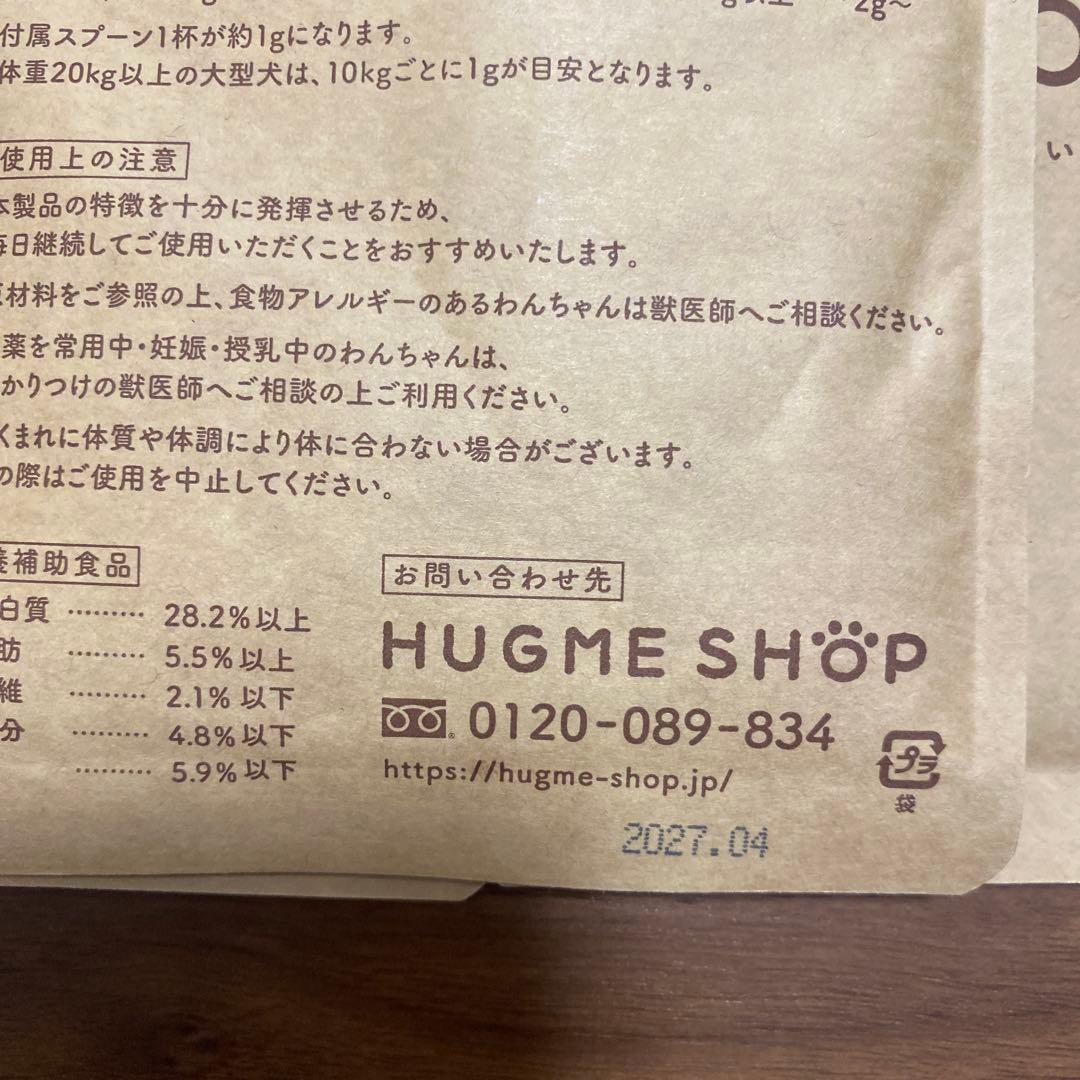 2g～
付属スプーン1杯が約1gになります。
体重20kg以上の大型犬は、10kgごとに1gが目安となります。
い
使用上の注意
本製品の特徴を十分に発揮させるため、
毎日継続してご使用いただくことをおすすめいたします。
材料をご参照の上、食物アレルギーのあるわんちゃんは獣医師へご相談ください。
薬を常用中・妊娠・授乳中のわんちゃんは、
かりつけの獣医師へご相談の上ご利用ください。
くまれに体質や体調により体に合わない場合がございます。
の際はご使用を中止してください。
養補助食品
白質 ········· 28.2%以上
肪 ········· 5.5%以上
維 ········· 2.1%以下
分 ········· 4.8%以下
········· 5.9%以下
お問い合わせ先
HUGME SHOP
0120-089-834
https://hugme-shop.jp/
プラ
袋
2027.04